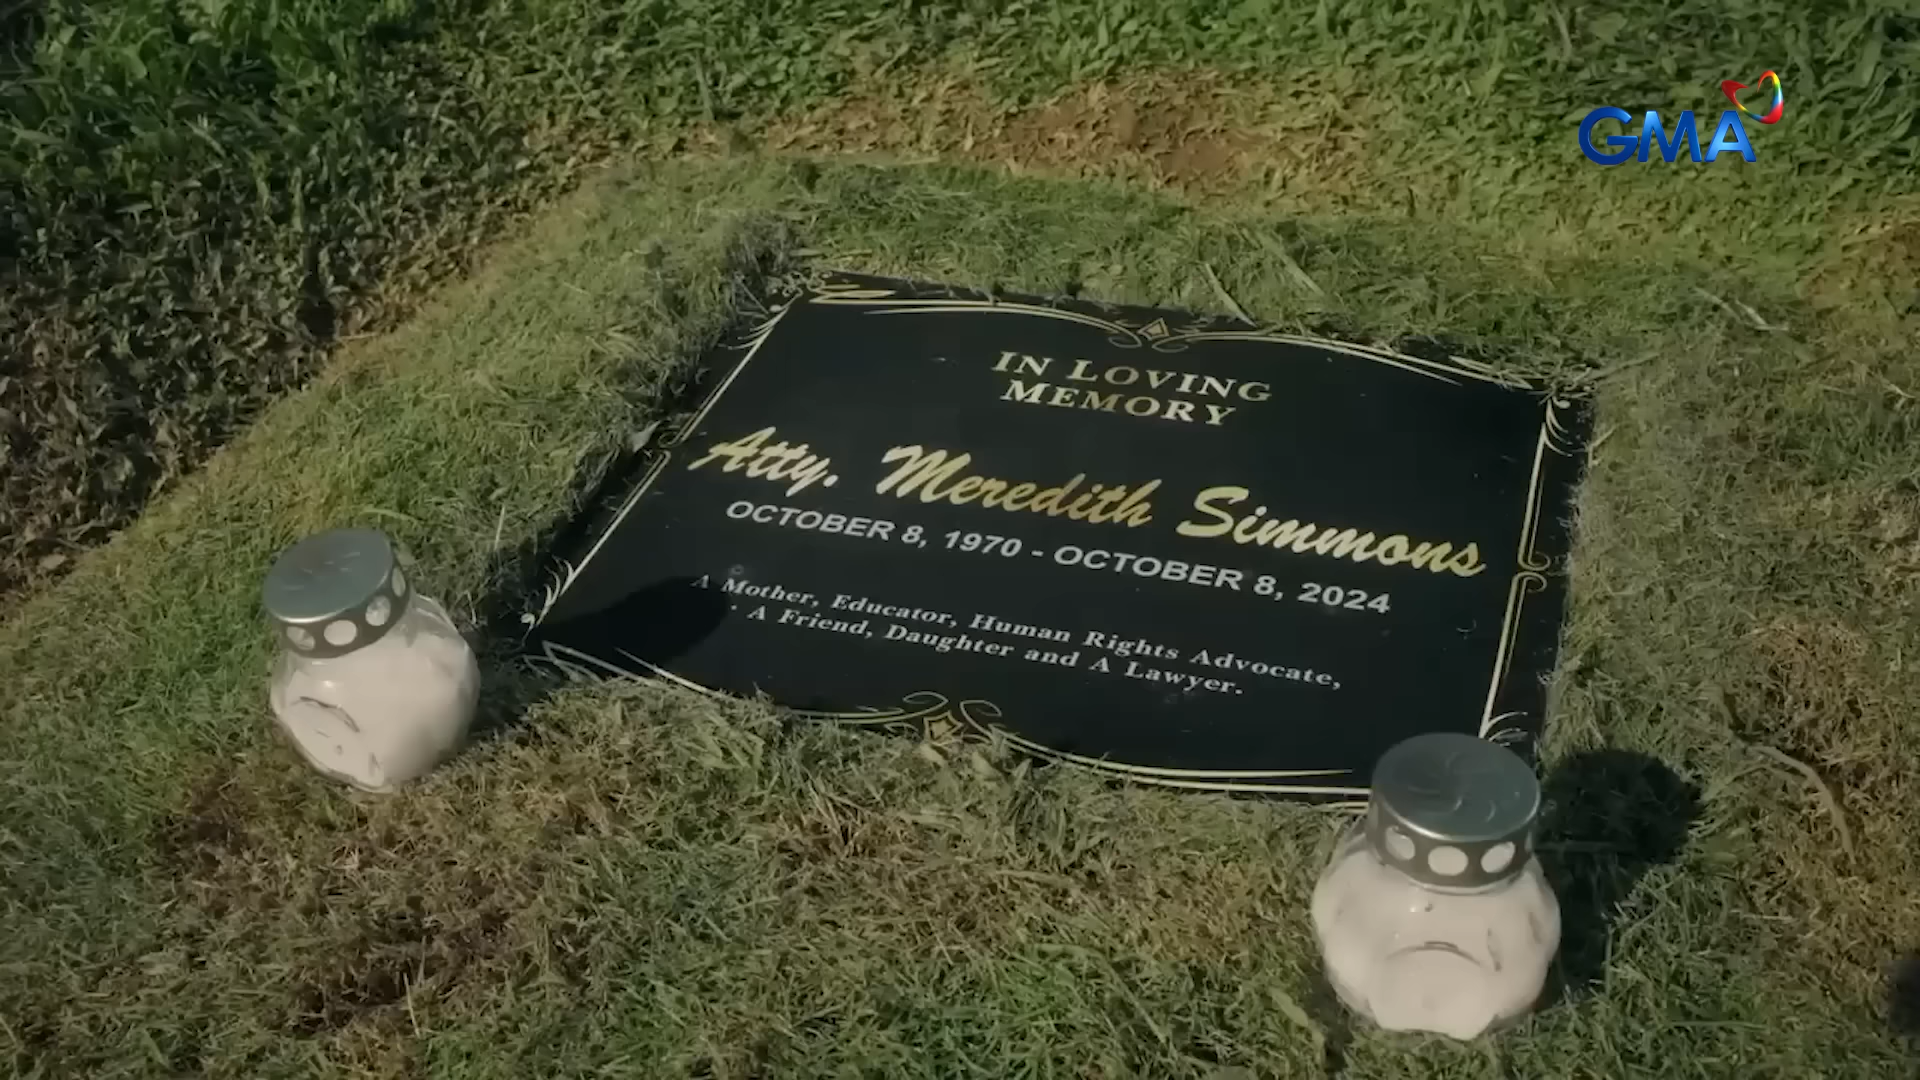 GMA
IN LOVING
MEMORY
Atty. Meredith Simmons
OCTOBER 8, 1970 - OCTOBER 8, 2024
A Mother, Educator, Human Rights Advocate,
A Friend, Daughter and A Lawyer.